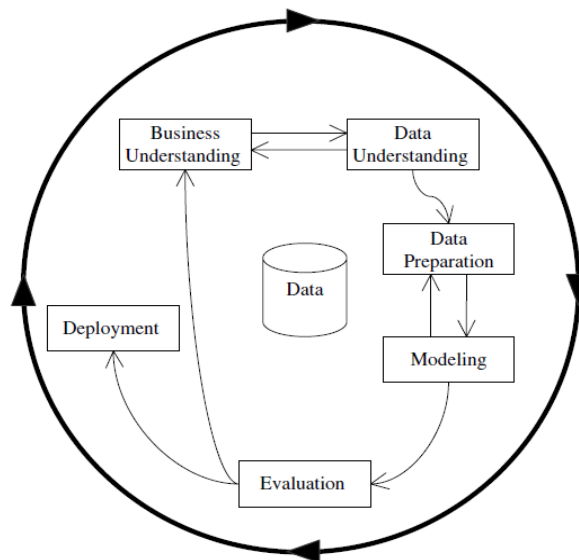 Business
Understanding
Data
Understanding
Data
Preparation
Data
Deployment
Modeling
Evaluation